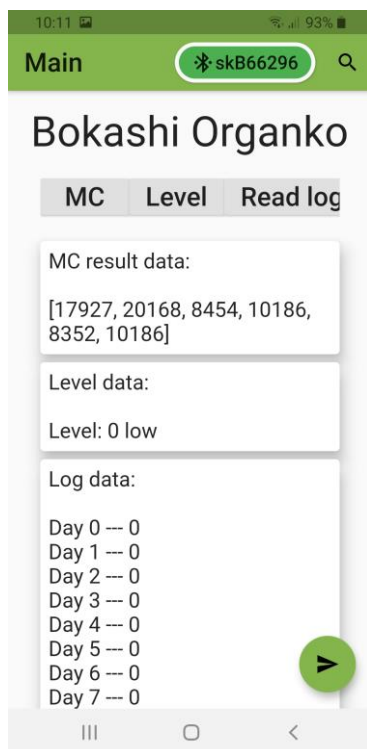 10:11 93%
Main skB66296
Bokashi Organko
MC Level Read log
MC result data:
[17927, 20168, 8454, 10186,
8352, 10186]
Level data:
Level: 0 low
Log data:
Day 0 --- 0
Day 1 --- 0
Day 2 --- 0
Day 3 --- 0
Day 4 --- 0
Day 5 --- 0
Day 6 --- 0
Day 7 --- 0